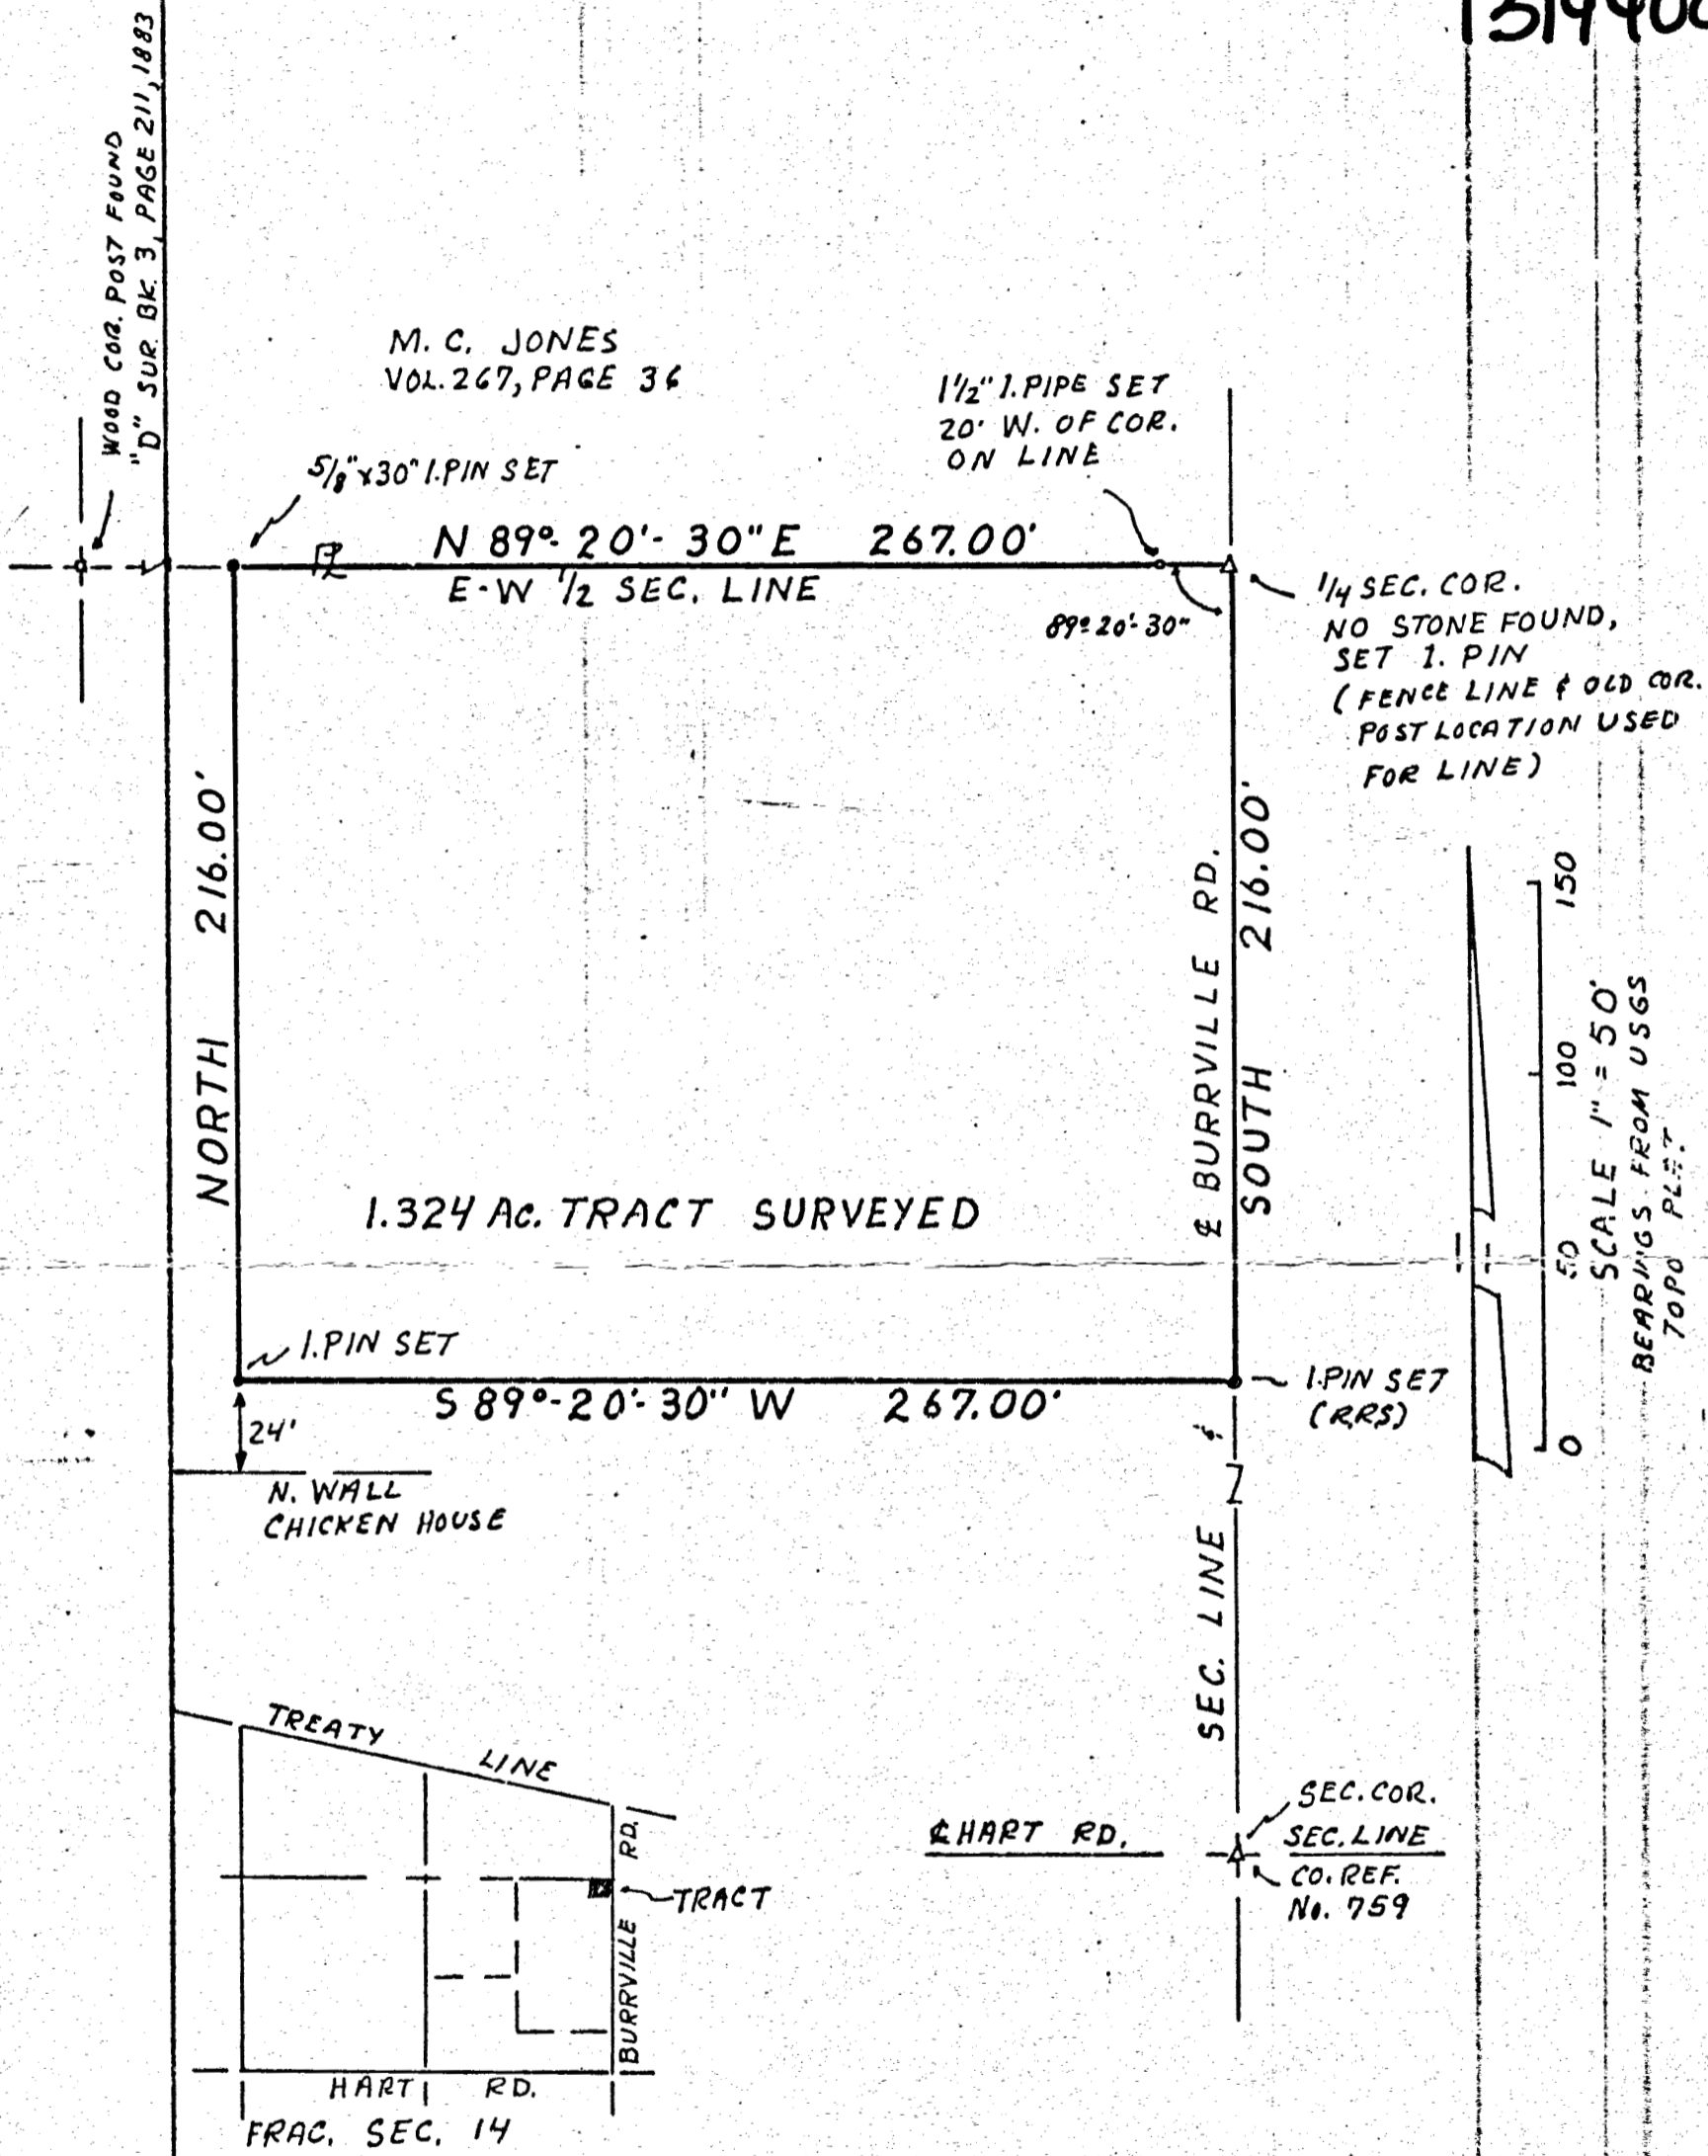 WOOD COR. POST FOUND
"D" SUR. BK. 3, PAGE 211, 1883
M. C. JONES
VOL. 267, PAGE 36
1 1/2" I. PIPE SET
20' W. OF COR.
ON LINE
5/8" x 30" I. PIN SET
N 89°-20'-30" E 267.00'
E-W 1/2 SEC. LINE
89°-20'-30"
1/4 SEC. COR.
NO STONE FOUND,
SET I. PIN
(FENCE LINE & OLD COR.
POST LOCATION USED
FOR LINE)
NORTH 216.00'
℄ BURRVILLE RD.
SOUTH 216.00'
1.324 AC. TRACT SURVEYED
0 50 100 150
SCALE 1" = 50'
BEARINGS FROM USGS
TOPO PLAT
I. PIN SET
S 89°-20'-30" W 267.00'
I. PIN SET
(RRS)
24'
N. WALL
CHICKEN HOUSE
SEC. LINE &
TREATY LINE
RD.
TRACT
BURRVILLE
HART RD.
FRAC. SEC. 14
℄ HART RD.
SEC. COR.
SEC. LINE
CO. REF.
No. 759